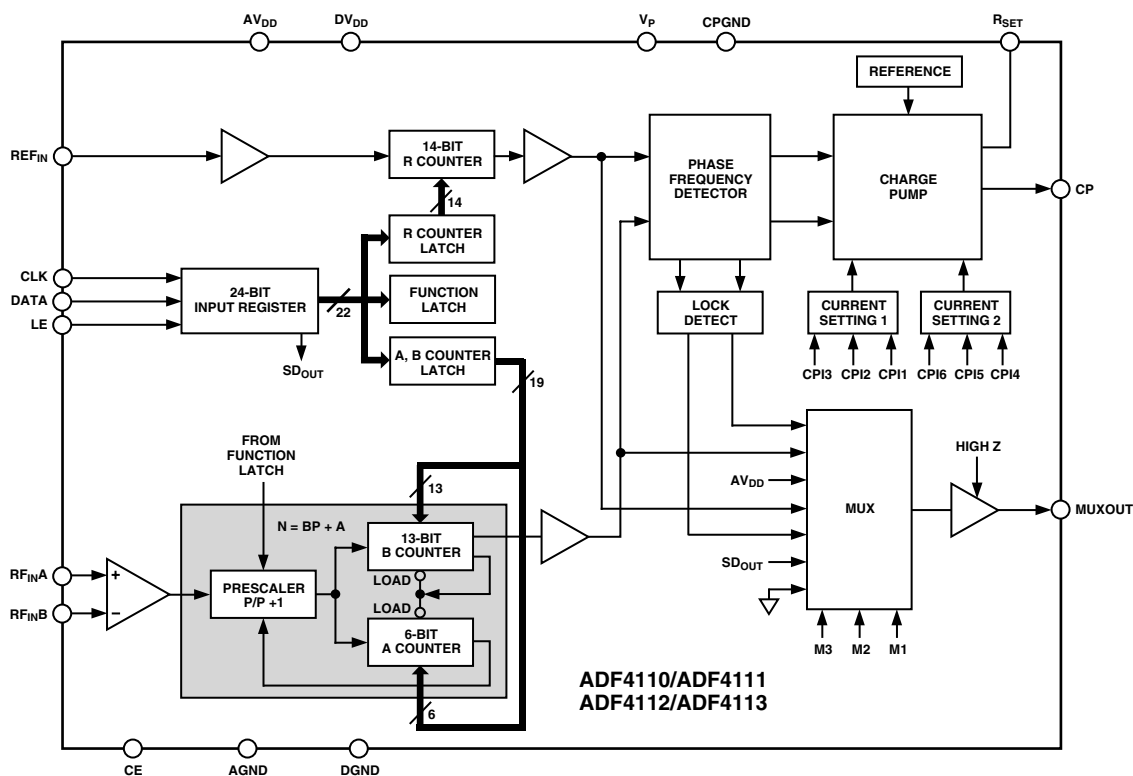 AVDD
DVDD
VP
CPGND
RSET
REFERENCE
REFIN
14-BIT
R COUNTER
14
PHASE
FREQUENCY
DETECTOR
CHARGE
PUMP
CP
R COUNTER
LATCH
CLK
DATA
LE
24-BIT
INPUT REGISTER
22
FUNCTION
LATCH
SDOUT
A, B COUNTER
LATCH
19
LOCK
DETECT
CURRENT
SETTING 1
CURRENT
SETTING 2
CPI3
CPI2
CPI1
CPI6
CPI5
CPI4
FROM
FUNCTION
LATCH
13
HIGH Z
AVDD
MUX
MUXOUT
SDOUT
M3
M2
M1
N = BP + A
13-BIT
B COUNTER
RFINA
RFINB
+
−
PRESCALER
P/P +1
LOAD
LOAD
6-BIT
A COUNTER
6
ADF4110/ADF4111
ADF4112/ADF4113
CE
AGND
DGND